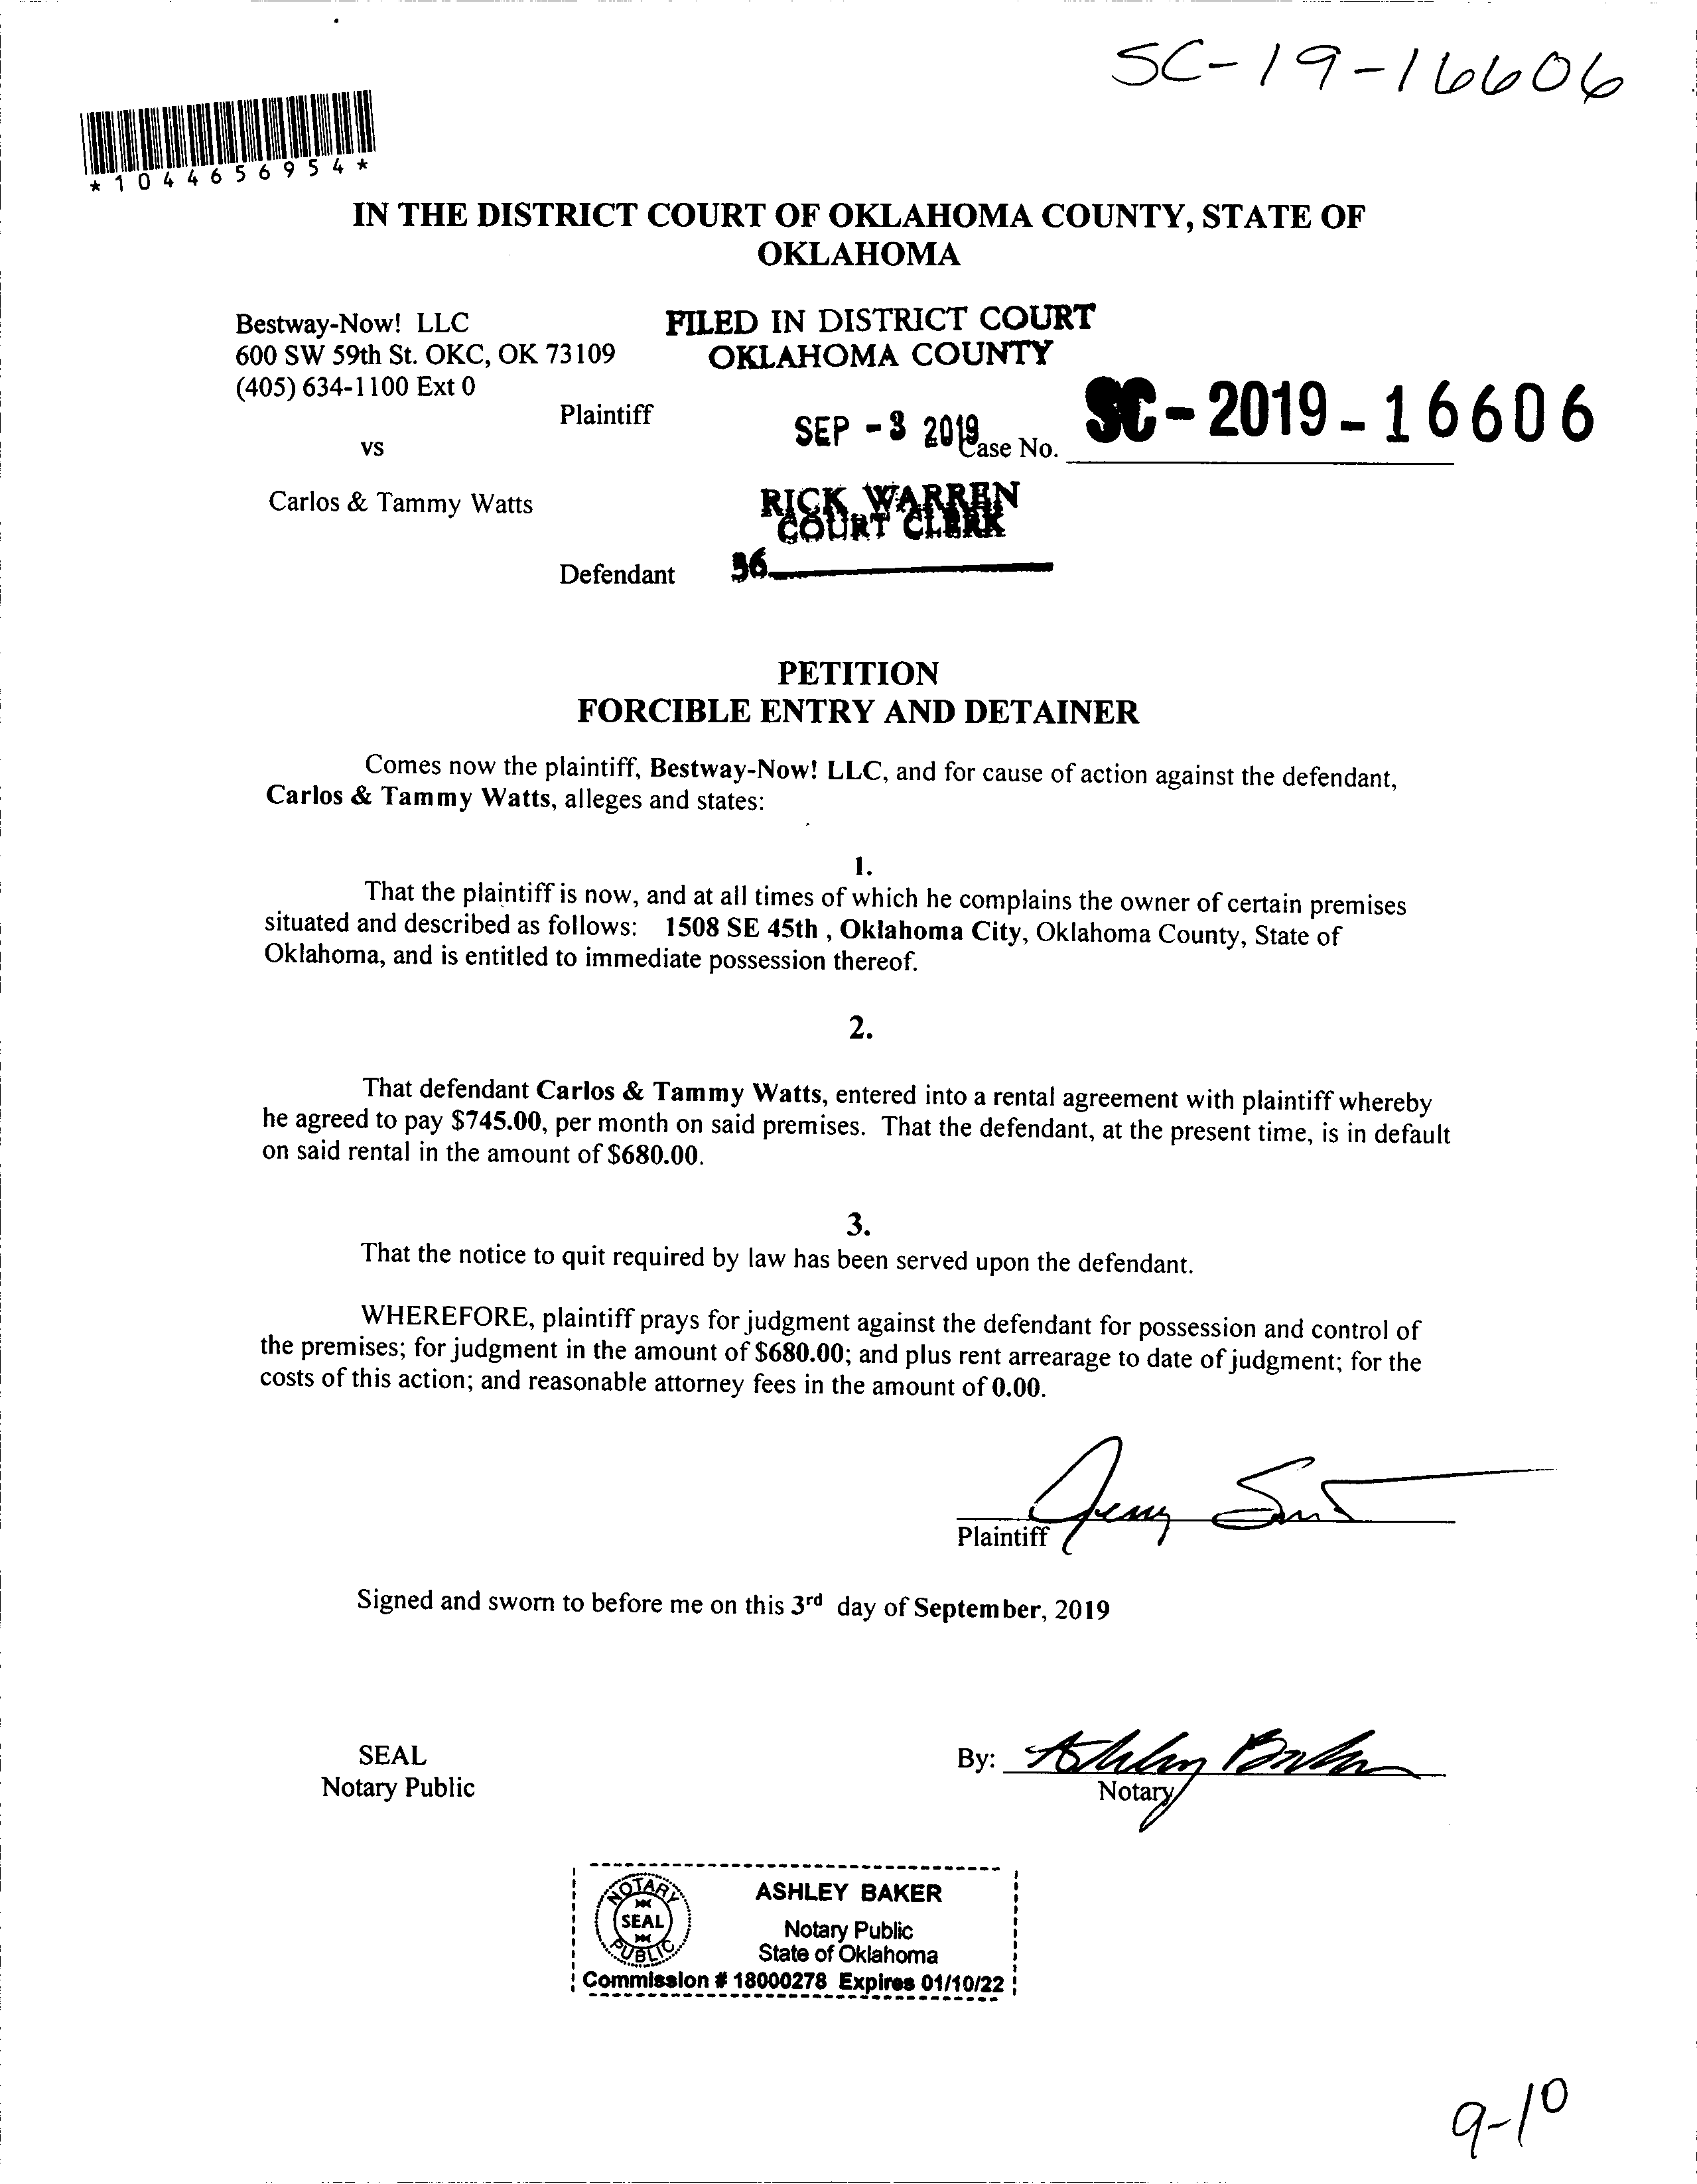 SC-19-16606
*1044656954*
IN THE DISTRICT COURT OF OKLAHOMA COUNTY, STATE OF
OKLAHOMA
Bestway-Now! LLC
600 SW 59th St. OKC, OK 73109
(405) 634-1100 Ext 0
Plaintiff
vs
Carlos & Tammy Watts
Defendant
FILED IN DISTRICT COURT
OKLAHOMA COUNTY
SEP - 3 2019
Case No. SC-2019-16606
RICK WARREN
COURT CLERK
36
PETITION
FORCIBLE ENTRY AND DETAINER
Comes now the plaintiff, Bestway-Now! LLC, and for cause of action against the defendant,
Carlos & Tammy Watts, alleges and states:
1.
That the plaintiff is now, and at all times of which he complains the owner of certain premises
situated and described as follows: 1508 SE 45th , Oklahoma City, Oklahoma County, State of
Oklahoma, and is entitled to immediate possession thereof.
2.
That defendant Carlos & Tammy Watts, entered into a rental agreement with plaintiff whereby
he agreed to pay $745.00, per month on said premises. That the defendant, at the present time, is in default
on said rental in the amount of $680.00.
3.
That the notice to quit required by law has been served upon the defendant.
WHEREFORE, plaintiff prays for judgment against the defendant for possession and control of
the premises; for judgment in the amount of $680.00; and plus rent arrearage to date of judgment; for the
costs of this action; and reasonable attorney fees in the amount of 0.00.
Plaintiff
Signed and sworn to before me on this 3rd day of September, 2019
SEAL
Notary Public
By: Ashley Baker
Notary
NOTARY
SEAL
PUBLIC
ASHLEY BAKER
Notary Public
State of Oklahoma
Commission # 18000278 Expires 01/10/22
9-10